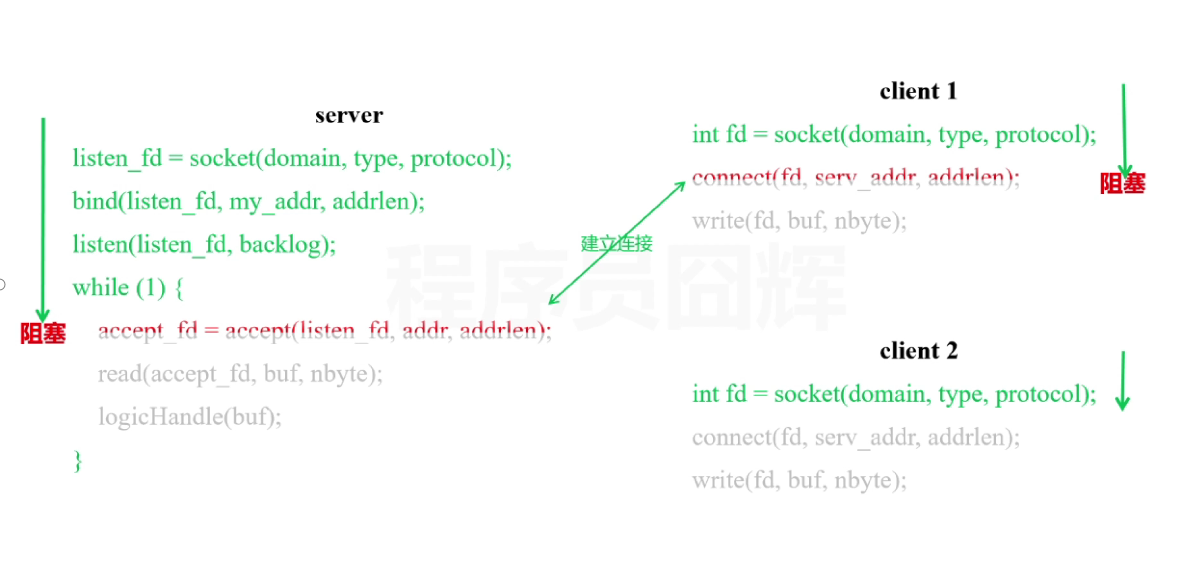 server
listen_fd = socket(domain, type, protocol);
bind(listen_fd, my_addr, addrlen);
listen(listen_fd, backlog);
while (1) {
阻塞
accept_fd = accept(listen_fd, addr, addrlen);
read(accept_fd, buf, nbyte);
logicHandle(buf);
}
建立连接
程序员囧辉
client 1
int fd = socket(domain, type, protocol);
connect(fd, serv_addr, addrlen);
阻塞
write(fd, buf, nbyte);
client 2
int fd = socket(domain, type, protocol);
connect(fd, serv_addr, addrlen);
write(fd, buf, nbyte);